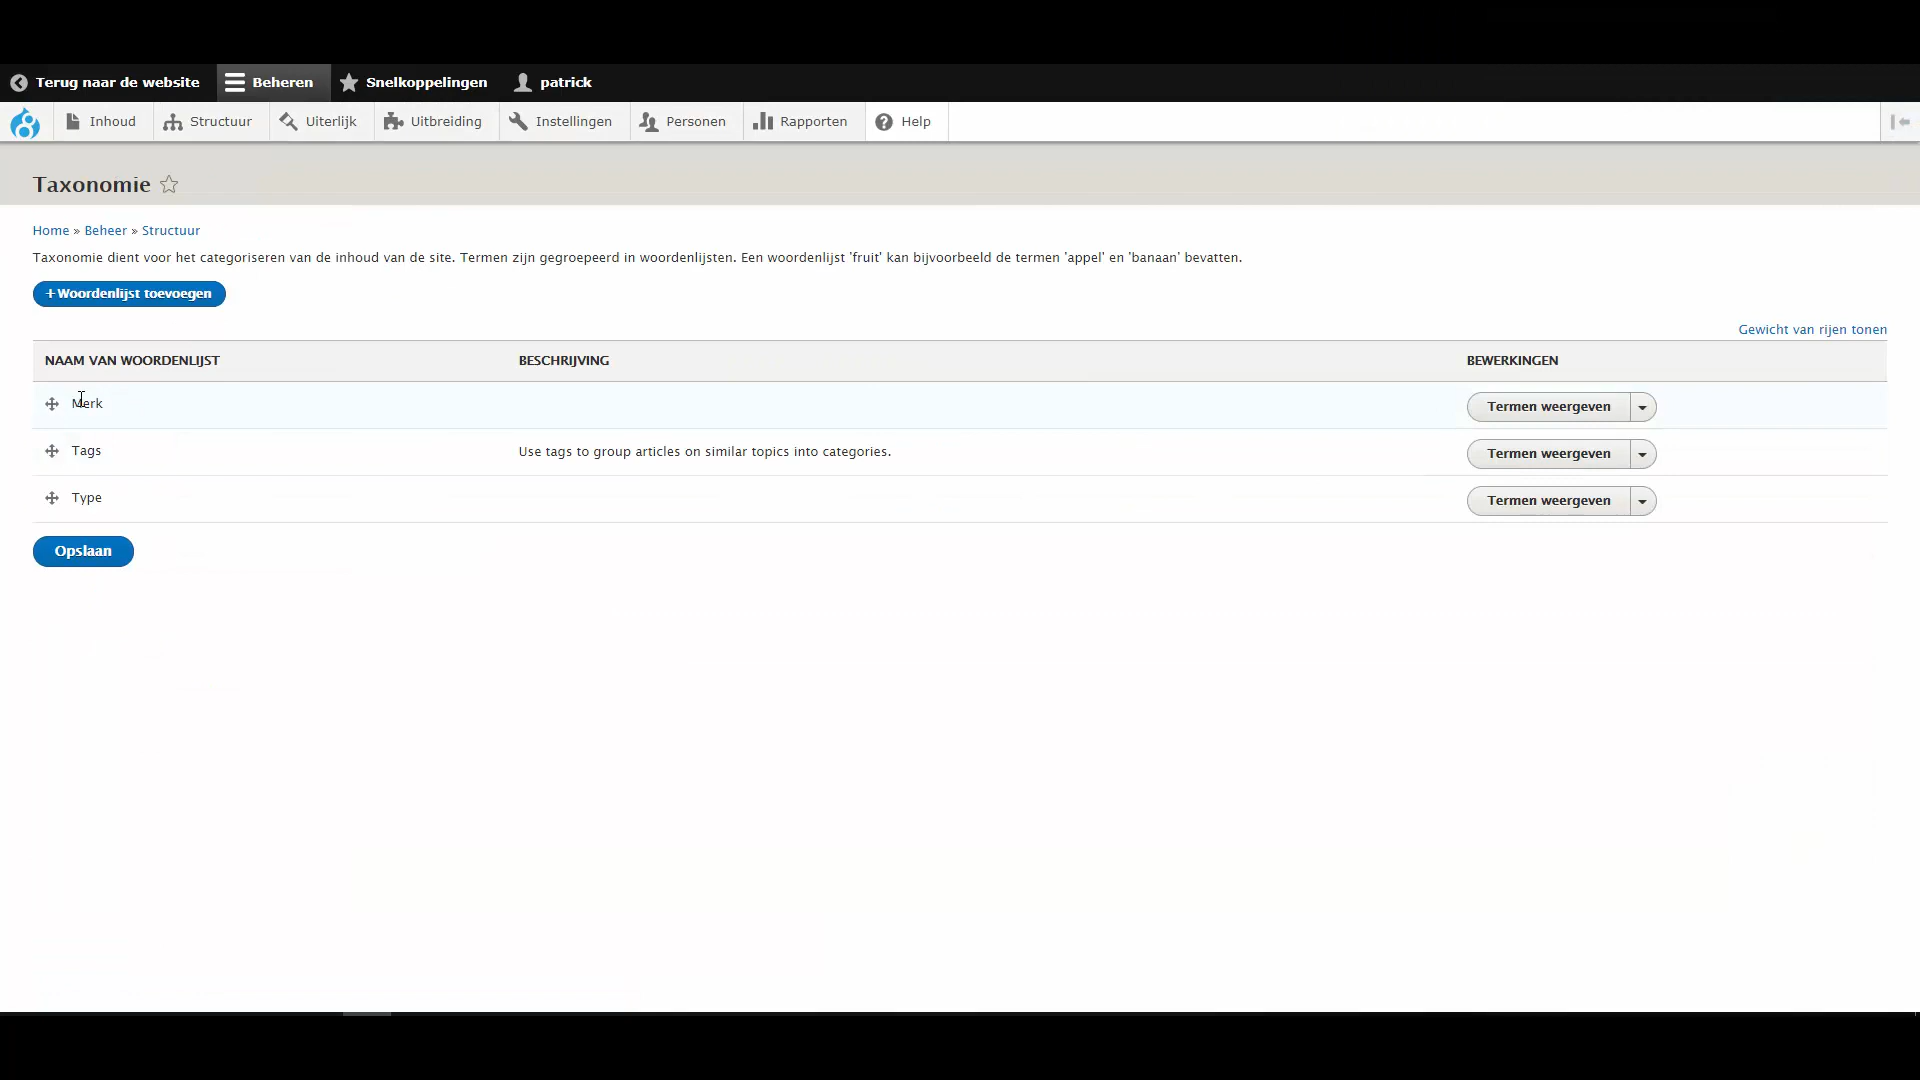 Terug naar de website Beheren Snelkoppelingen patrick
Inhoud Structuur Uiterlijk Uitbreiding Instellingen Personen Rapporten Help
Taxonomie
Home » Beheer » Structuur
Taxonomie dient voor het categoriseren van de inhoud van de site. Termen zijn gegroepeerd in woordenlijsten. Een woordenlijst 'fruit' kan bijvoorbeeld de termen 'appel' en 'banaan' bevatten.
+ Woordenlijst toevoegen
Gewicht van rijen tonen
NAAM VAN WOORDENLIJST BESCHRIJVING BEWERKINGEN
Merk Termen weergeven
Tags Use tags to group articles on similar topics into categories. Termen weergeven
Type Termen weergeven
Opslaan